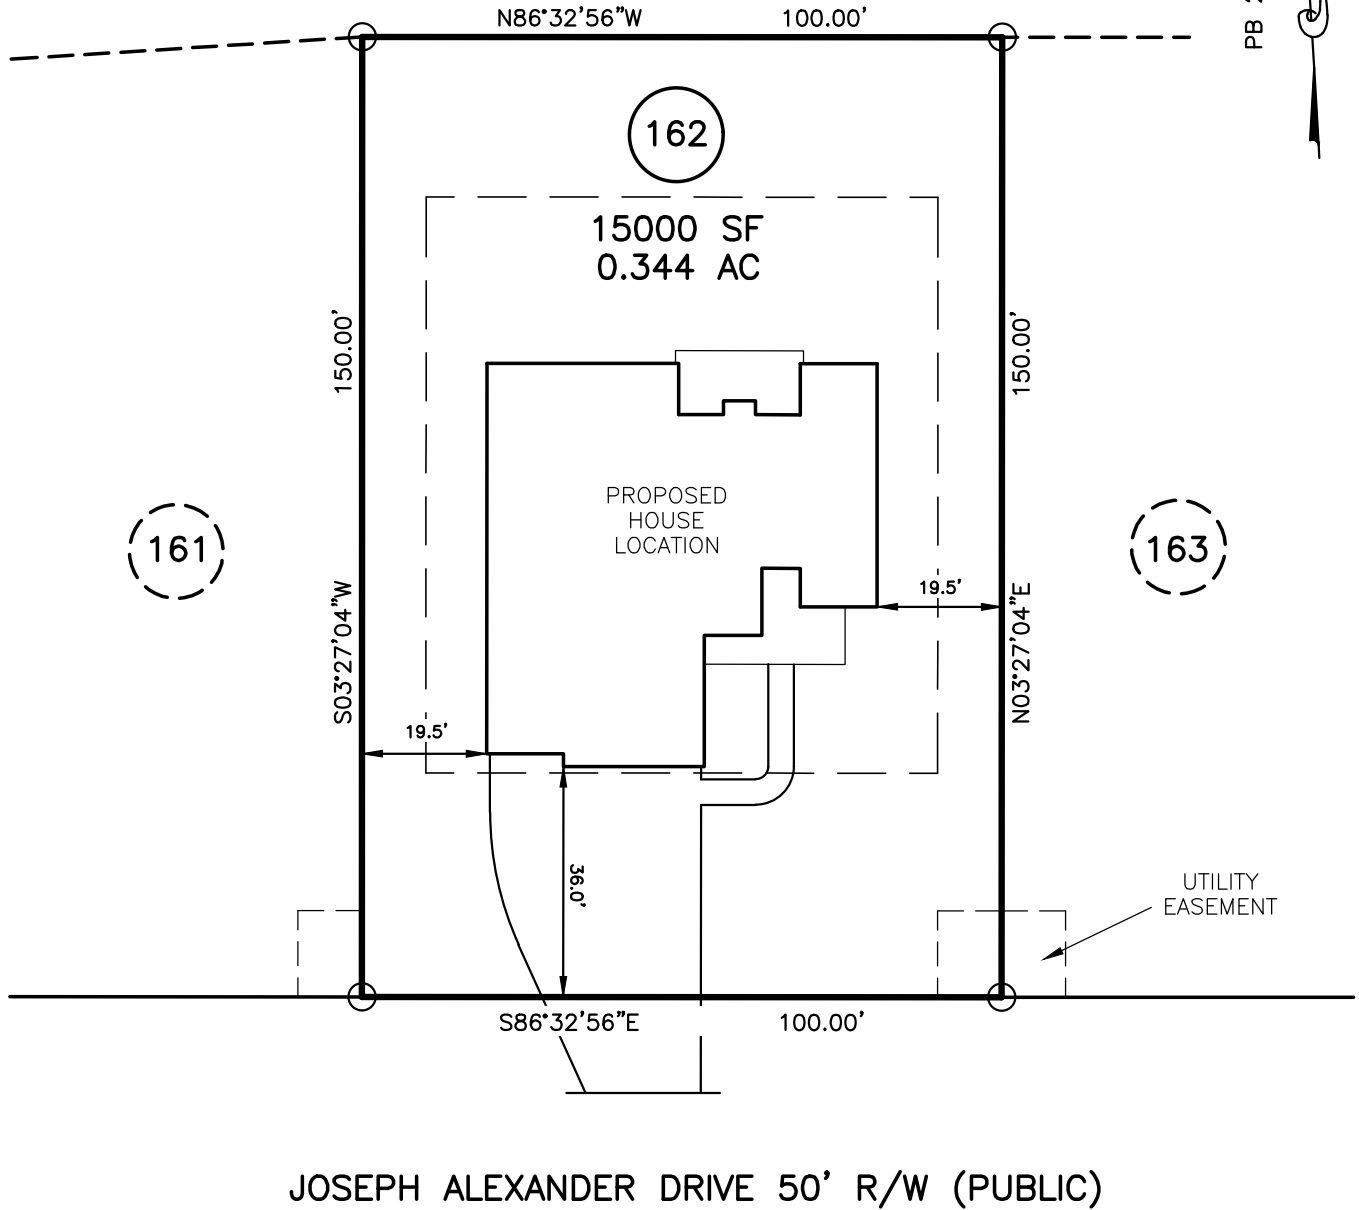 N86°32'56"W 100.00'
PB 2
162
15000 SF
0.344 AC
150.00'
150.00'
PROPOSED
HOUSE
LOCATION
161
163
19.5'
S03°27'04"W
N03°27'04"E
19.5'
36.0'
UTILITY
EASEMENT
S86°32'56"E 100.00'
JOSEPH ALEXANDER DRIVE 50' R/W (PUBLIC)